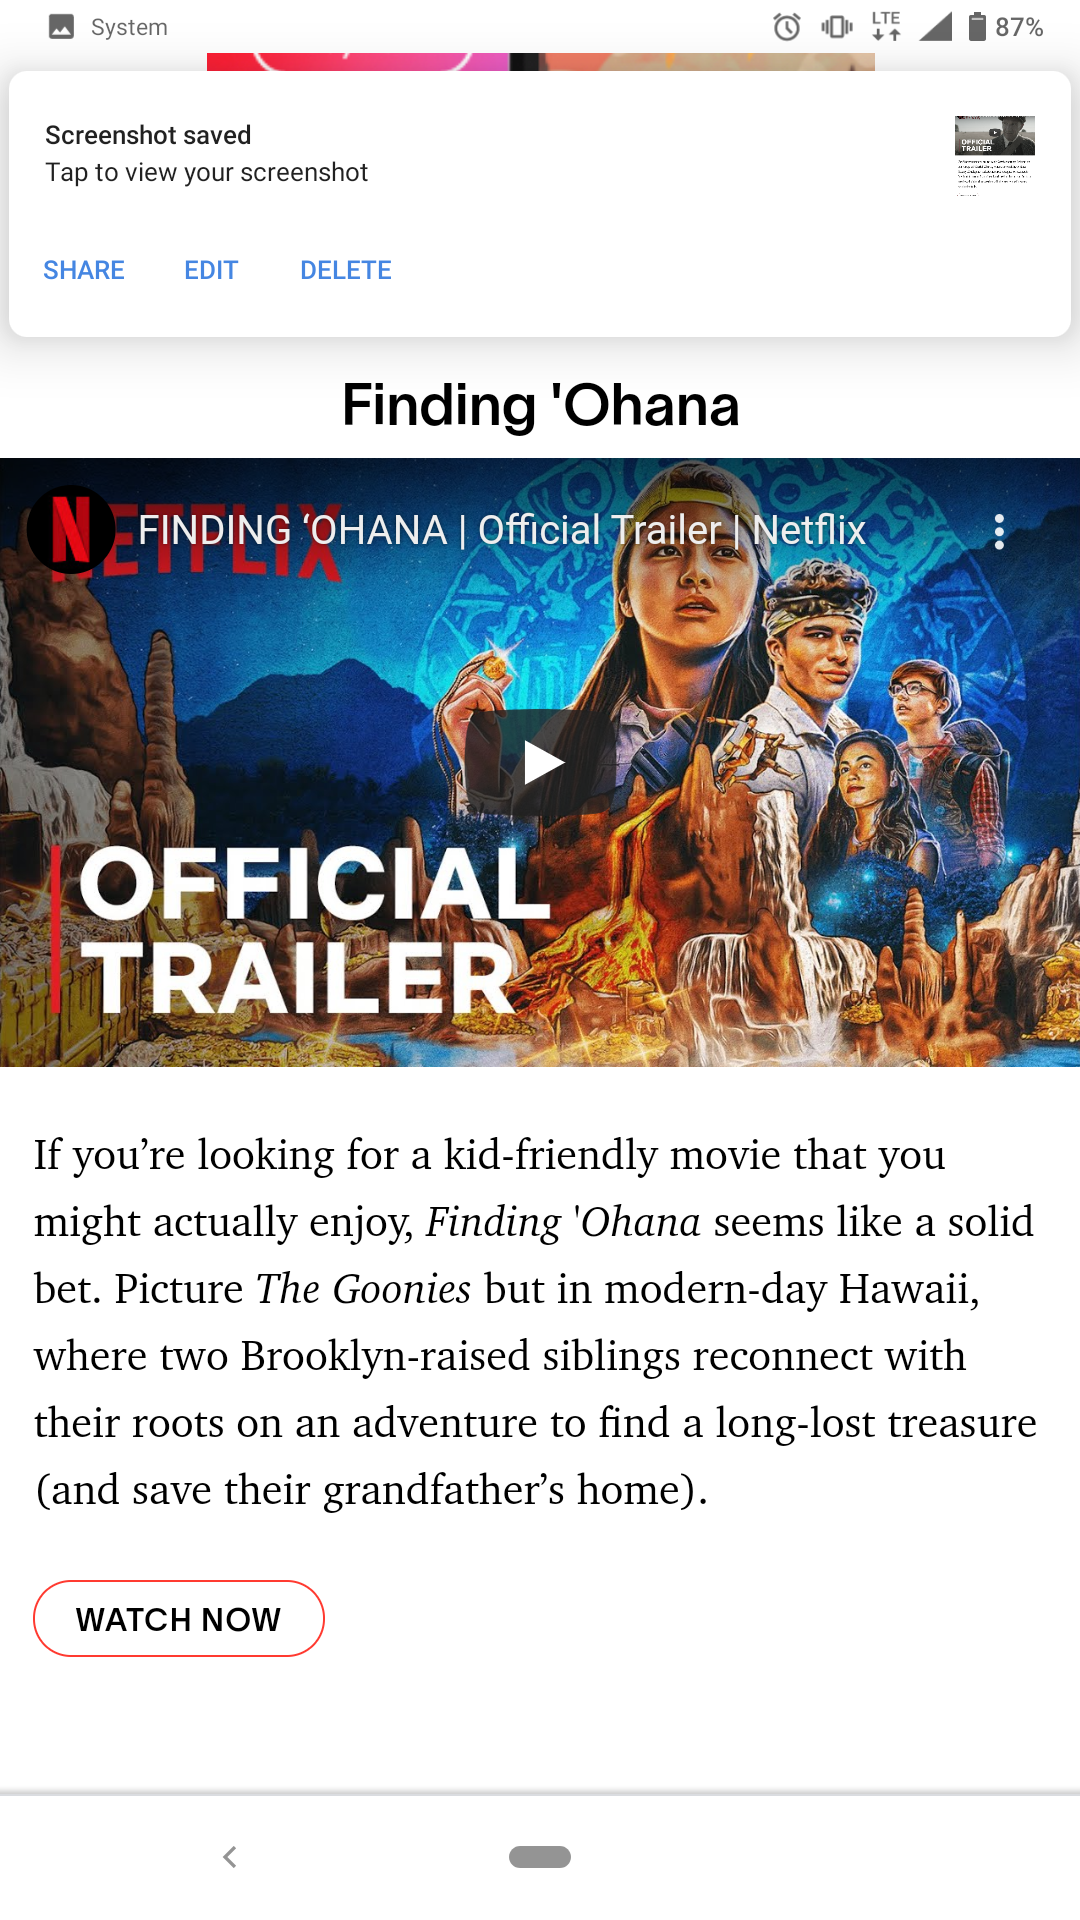 System
LTE
87%
Screenshot saved
Tap to view your screenshot
OFFICIAL
TRAILER
SHARE EDIT DELETE
Finding 'Ohana
NETFLIX
FINDING ‘OHANA | Official Trailer | Netflix
OFFICIAL
TRAILER
If you’re looking for a kid-friendly movie that you
might actually enjoy, Finding 'Ohana seems like a solid
bet. Picture The Goonies but in modern-day Hawaii,
where two Brooklyn-raised siblings reconnect with
their roots on an adventure to find a long-lost treasure
(and save their grandfather’s home).
WATCH NOW